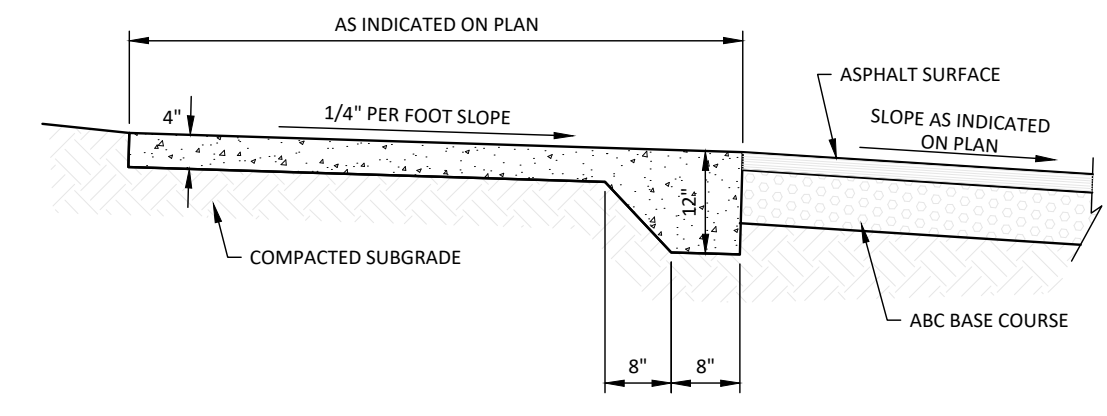 AS INDICATED ON PLAN
ASPHALT SURFACE
4"
1/4" PER FOOT SLOPE
SLOPE AS INDICATED
ON PLAN
12"
COMPACTED SUBGRADE
ABC BASE COURSE
8"
8"